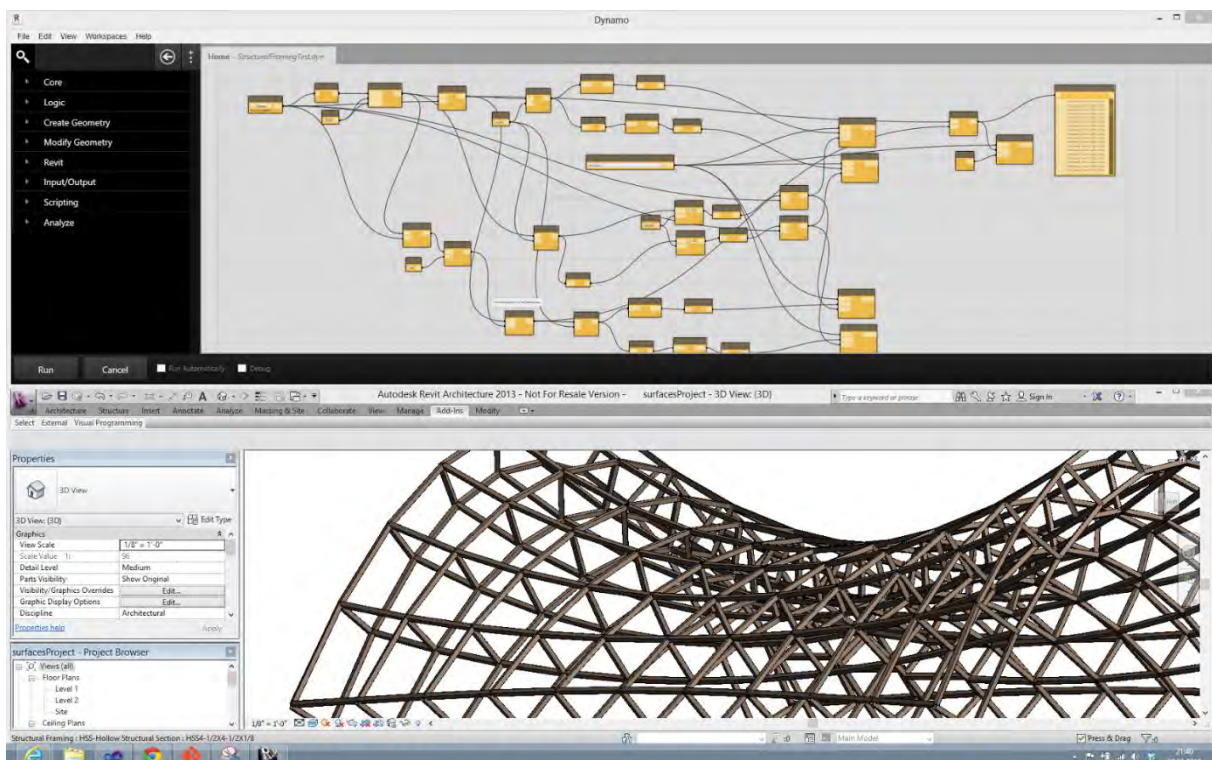 Dynamo
File Edit View Workspaces Help
Home - StructuralFramingTest.dyn
Core
Logic
Create Geometry
Modify Geometry
Revit
Input/Output
Scripting
Analyze
Run Cancel Run Automatically Debug
Autodesk Revit Architecture 2013 - Not For Resale Version - surfacesProject - 3D View: {3D}
Type a keyword or phrase
Sign In
Architecture Structure Insert Annotate Analyze Massing & Site Collaborate View Manage Add-Ins Modify
Select External Visual Programming
Properties
3D View
3D View: {3D} Edit Type
Graphics
View Scale 1/8" = 1'-0"
Scale Value 1: 96
Detail Level Medium
Parts Visibility Show Original
Visibility/Graphics Overrides Edit...
Graphic Display Options Edit...
Discipline Architectural
Properties help Apply
surfacesProject - Project Browser
Views (all)
Floor Plans
Level 1
Level 2
Site
Ceiling Plans
1/8" = 1'-0"
Structural Framing : HSS-Hollow Structural Section : HSS4-1/2X4-1/2X1/8
:0 Main Model Press & Drag :0
21:40